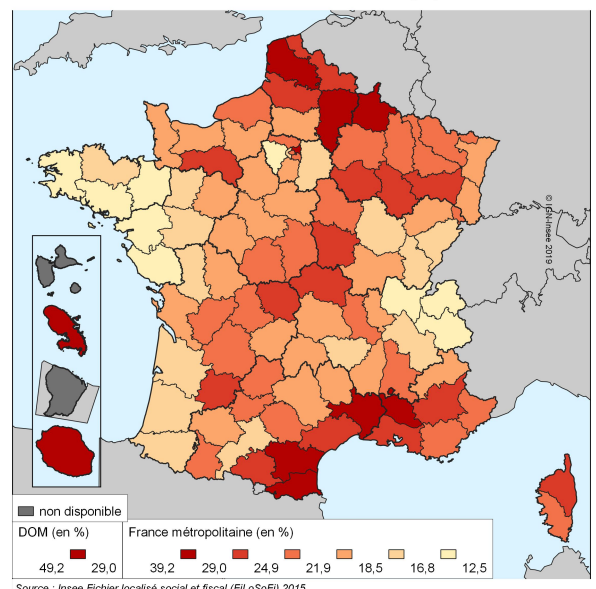 © IGN-Insee 2019
non disponible
DOM (en %)
49,2 29,0
France métropolitaine (en %)
39,2 29,0 24,9 21,9 18,5 16,8 12,5
Source : Insee Fichier localisé social et fiscal (FiLoSoFi) 2015